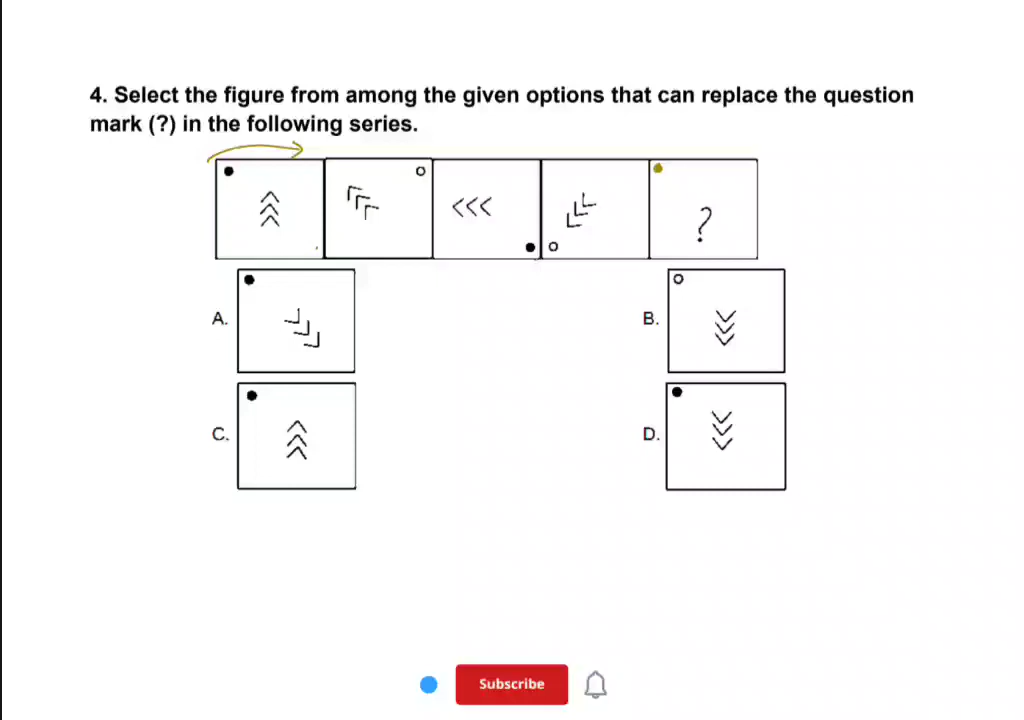 4. Select the figure from among the given options that can replace the question
mark (?) in the following series.
?
A.
B.
C.
D.
Subscribe